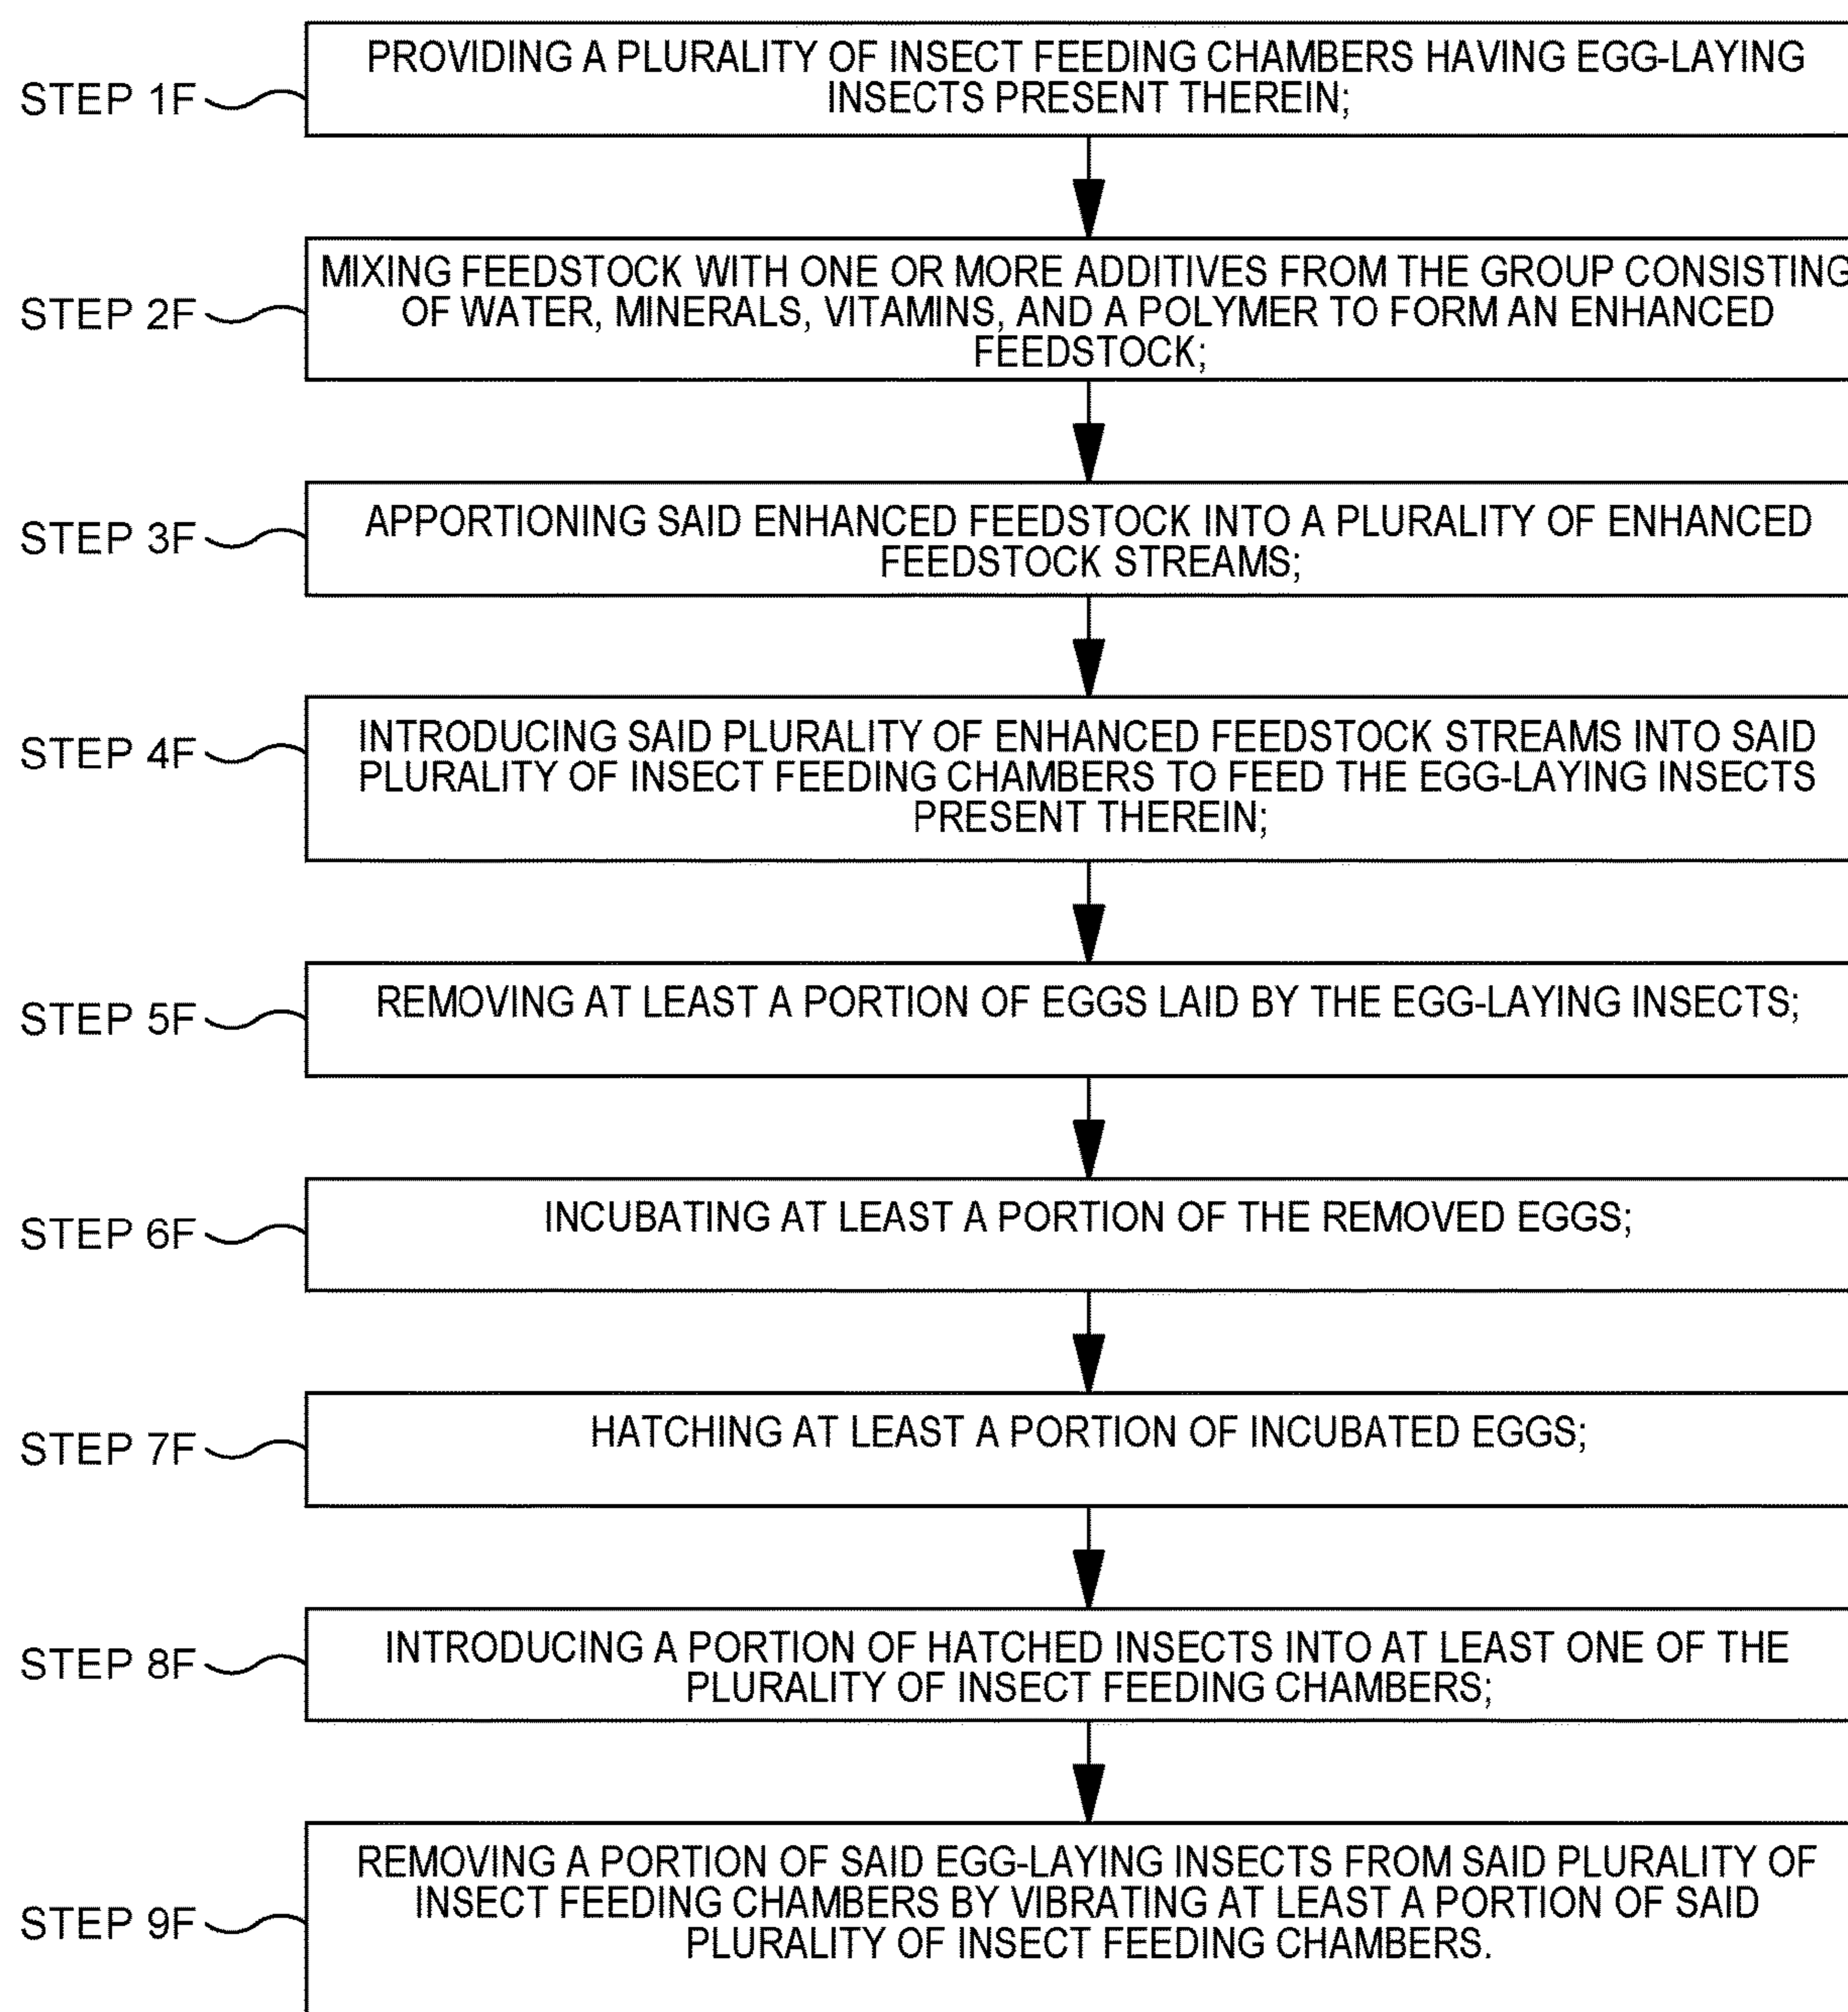 STEP 1F
PROVIDING A PLURALITY OF INSECT FEEDING CHAMBERS HAVING EGG-LAYING
INSECTS PRESENT THEREIN;
STEP 2F
MIXING FEEDSTOCK WITH ONE OR MORE ADDITIVES FROM THE GROUP CONSISTING
OF WATER, MINERALS, VITAMINS, AND A POLYMER TO FORM AN ENHANCED
FEEDSTOCK;
STEP 3F
APPORTIONING SAID ENHANCED FEEDSTOCK INTO A PLURALITY OF ENHANCED
FEEDSTOCK STREAMS;
STEP 4F
INTRODUCING SAID PLURALITY OF ENHANCED FEEDSTOCK STREAMS INTO SAID
PLURALITY OF INSECT FEEDING CHAMBERS TO FEED THE EGG-LAYING INSECTS
PRESENT THEREIN;
STEP 5F
REMOVING AT LEAST A PORTION OF EGGS LAID BY THE EGG-LAYING INSECTS;
STEP 6F
INCUBATING AT LEAST A PORTION OF THE REMOVED EGGS;
STEP 7F
HATCHING AT LEAST A PORTION OF INCUBATED EGGS;
STEP 8F
INTRODUCING A PORTION OF HATCHED INSECTS INTO AT LEAST ONE OF THE
PLURALITY OF INSECT FEEDING CHAMBERS;
STEP 9F
REMOVING A PORTION OF SAID EGG-LAYING INSECTS FROM SAID PLURALITY OF
INSECT FEEDING CHAMBERS BY VIBRATING AT LEAST A PORTION OF SAID
PLURALITY OF INSECT FEEDING CHAMBERS.